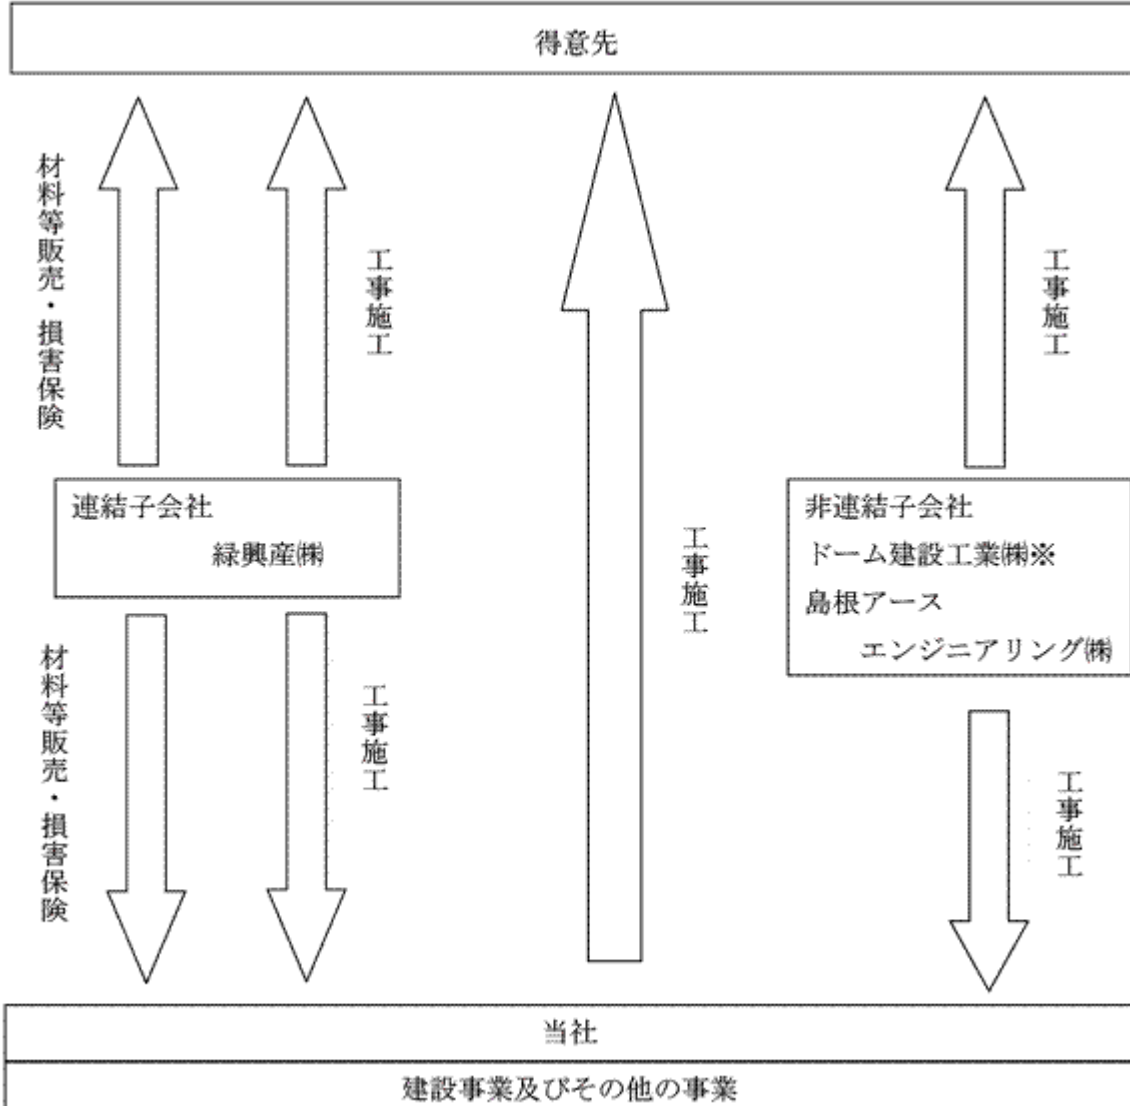 得意先
材料等販売・損害保険
工事施工
工事施工
連結子会社
緑興産㈱
工事施工
非連結子会社
ドーム建設工業㈱※
島根アース
エンジニアリング㈱
材料等販売・損害保険
工事施工
工事施工
当社
建設事業及びその他の事業